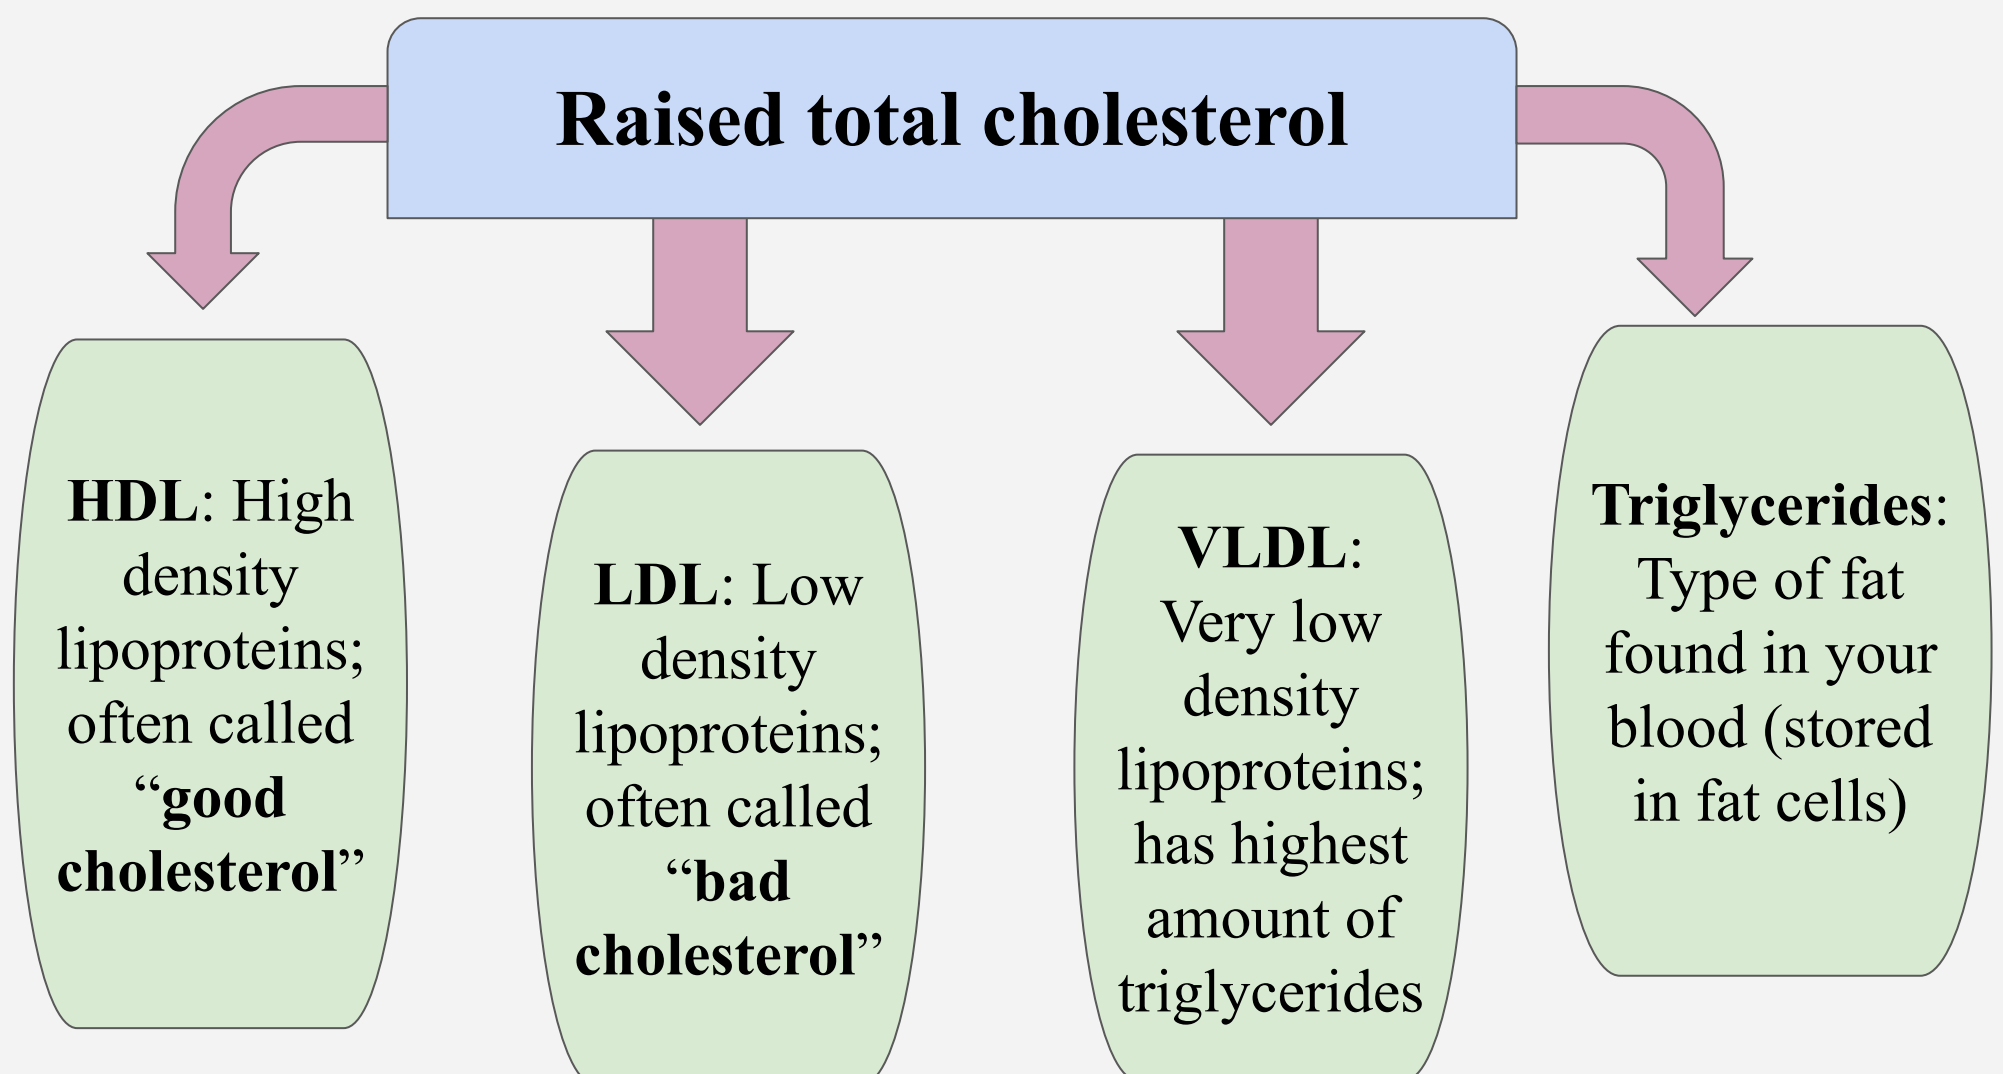 Raised total cholesterol
HDL: High
density
lipoproteins;
often called
“good
cholesterol”
LDL: Low
density
lipoproteins;
often called
“bad
cholesterol”
VLDL:
Very low
density
lipoproteins;
has highest
amount of
triglycerides
Triglycerides:
Type of fat
found in your
blood (stored
in fat cells)